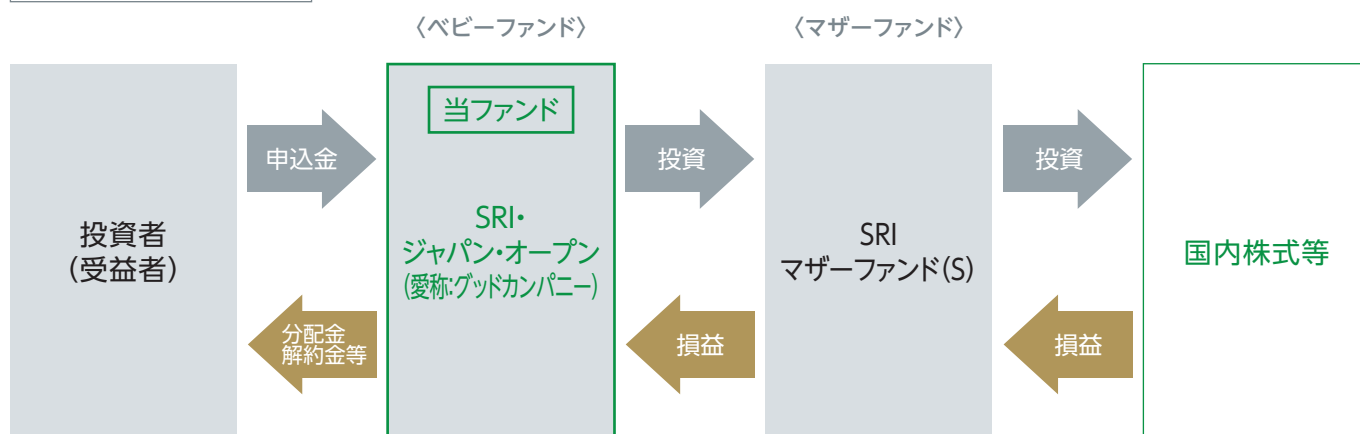 〈ベビーファンド〉
〈マザーファンド〉
投資者
(受益者)
申込金
分配金
解約金等
当ファンド
SRI・
ジャパン・オープン
(愛称:グッドカンパニー)
投資
損益
SRI
マザーファンド(S)
投資
損益
国内株式等